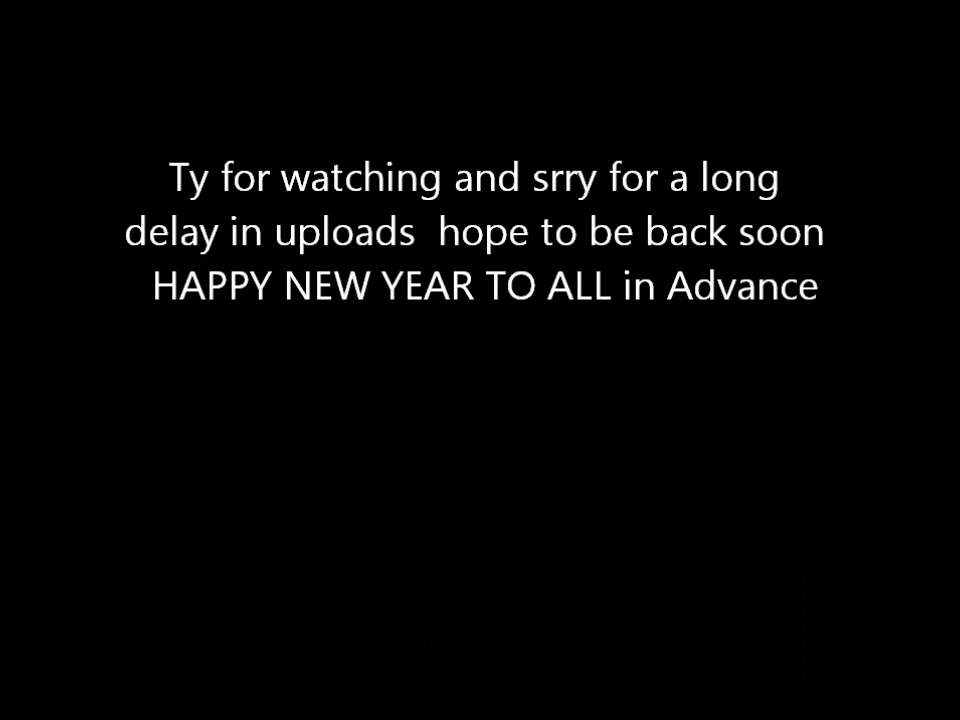 Ty for watching and srry for a long
delay in uploads  hope to be back soon
HAPPY NEW YEAR TO ALL in Advance